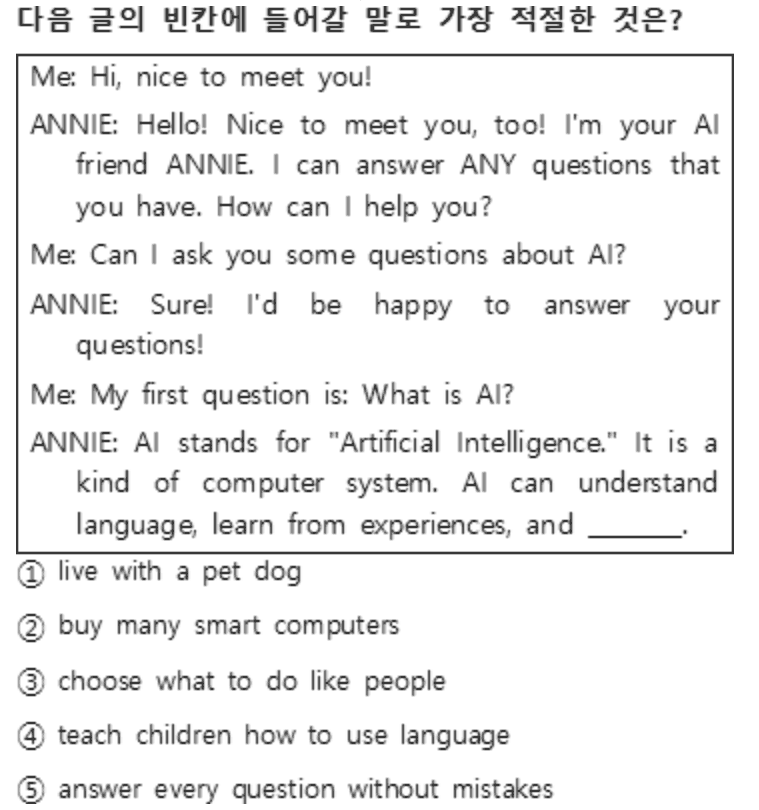 다음 글의 빈칸에 들어갈 말로 가장 적절한 것은?
Me: Hi, nice to meet you!
ANNIE: Hello! Nice to meet you, too! I'm your AI
friend ANNIE. I can answer ANY questions that
you have. How can I help you?
Me: Can I ask you some questions about AI?
ANNIE: Sure! I'd be happy to answer your
questions!
Me: My first question is: What is AI?
ANNIE: AI stands for "Artificial Intelligence." It is a
kind of computer system. AI can understand
language, learn from experiences, and _______.
① live with a pet dog
② buy many smart computers
③ choose what to do like people
④ teach children how to use language
⑤ answer every question without mistakes